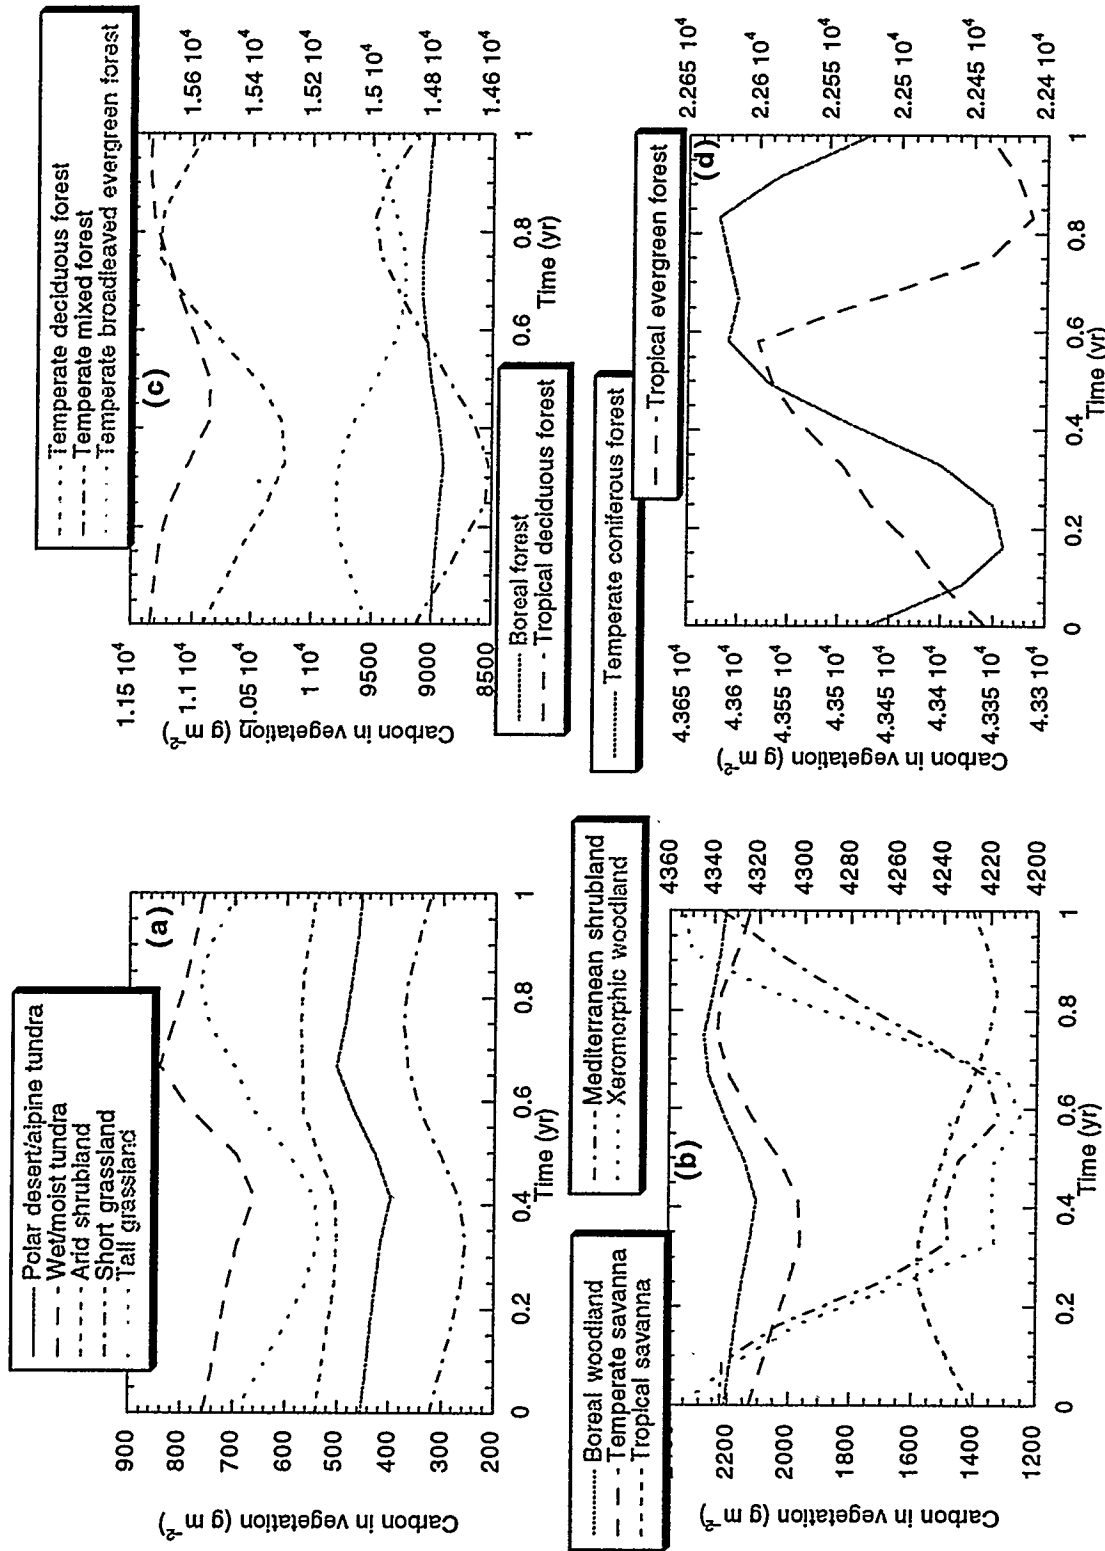 Polar desert/alpine tundra
Wet/moist tundra
Arid shrubland
Short grassland
Tall grassland
(a)
Carbon in vegetation (g m⁻²)
900
800
700
600
500
400
300
200
0
0.2
0.4
0.6
0.8
1
Time (yr)
Temperate deciduous forest
Temperate mixed forest
Temperate broadleaved evergreen forest
(c)
Carbon in vegetation (g m⁻²)
1.15 10⁴
1.1 10⁴
1.05 10⁴
1 10⁴
9500
9000
8500
1.56 10⁴
1.54 10⁴
1.52 10⁴
1.5 10⁴
1.48 10⁴
1.46 10⁴
0.6
0.8
Time (yr)
1
Boreal forest
Tropical deciduous forest
Boreal woodland
Temperate savanna
Tropical savanna
Mediterranean shrubland
Xeromorphic woodland
(b)
Carbon in vegetation (g m⁻²)
2200
2000
1800
1600
1400
1200
4360
4340
4320
4300
4280
4260
4240
4220
4200
0
0.2
0.4
0.6
0.8
1
Time (yr)
Temperate coniferous forest
Tropical evergreen forest
(d)
Carbon in vegetation (g m⁻²)
4.365 10⁴
4.36 10⁴
4.355 10⁴
4.35 10⁴
4.345 10⁴
4.34 10⁴
4.335 10⁴
4.33 10⁴
2.265 10⁴
2.26 10⁴
2.255 10⁴
2.25 10⁴
2.245 10⁴
2.24 10⁴
0
0.2
0.4
0.6
0.8
1
Time (yr)